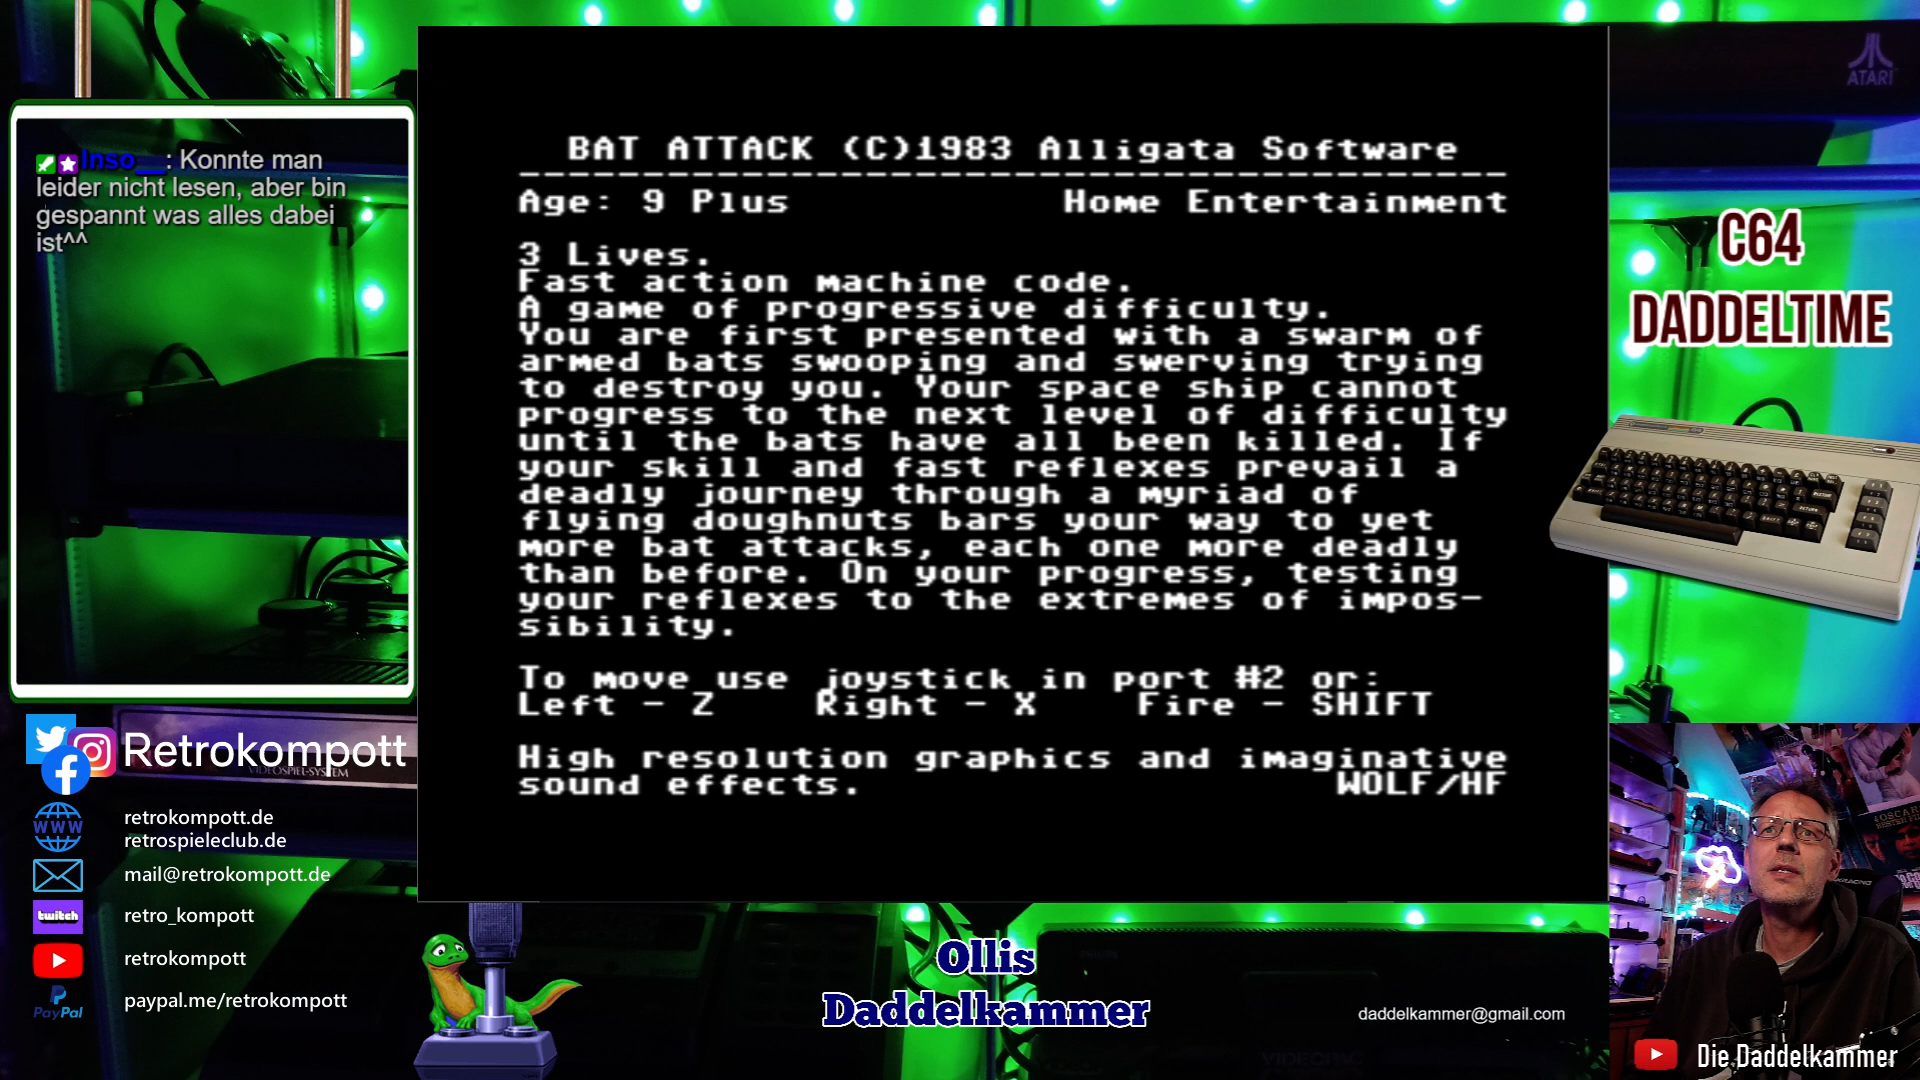 Inso__: Konnte man
leider nicht lesen, aber bin
gespannt was alles dabei
ist^^
BAT ATTACK (C)1983 Alligata Software
----------------------------------------
Age: 9 Plus Home Entertainment
3 Lives.
Fast action machine code.
A game of progressive difficulty.
You are first presented with a swarm of
armed bats swooping and swerving trying
to destroy you. Your space ship cannot
progress to the next level of difficulty
until the bats have all been killed. If
your skill and fast reflexes prevail a
deadly journey through a myriad of
flying doughnuts bars your way to yet
more bat attacks, each one more deadly
than before. On your progress, testing
your reflexes to the extremes of impos-
sibility.
To move use joystick in port #2 or:
Left - Z Right - X Fire - SHIFT
High resolution graphics and imaginative
sound effects. WOLF/HF
ATARI
C64
DADDELTIME
Retrokompott
VIDEOSPIEL-SYSTEM
WWW
retrokompott.de
retrospieleclub.de
mail@retrokompott.de
twitch
retro_kompott
retrokompott
PayPal
paypal.me/retrokompott
Ollis
Daddelkammer
daddelkammer@gmail.com
VIDEOPAC
Die Daddelkammer